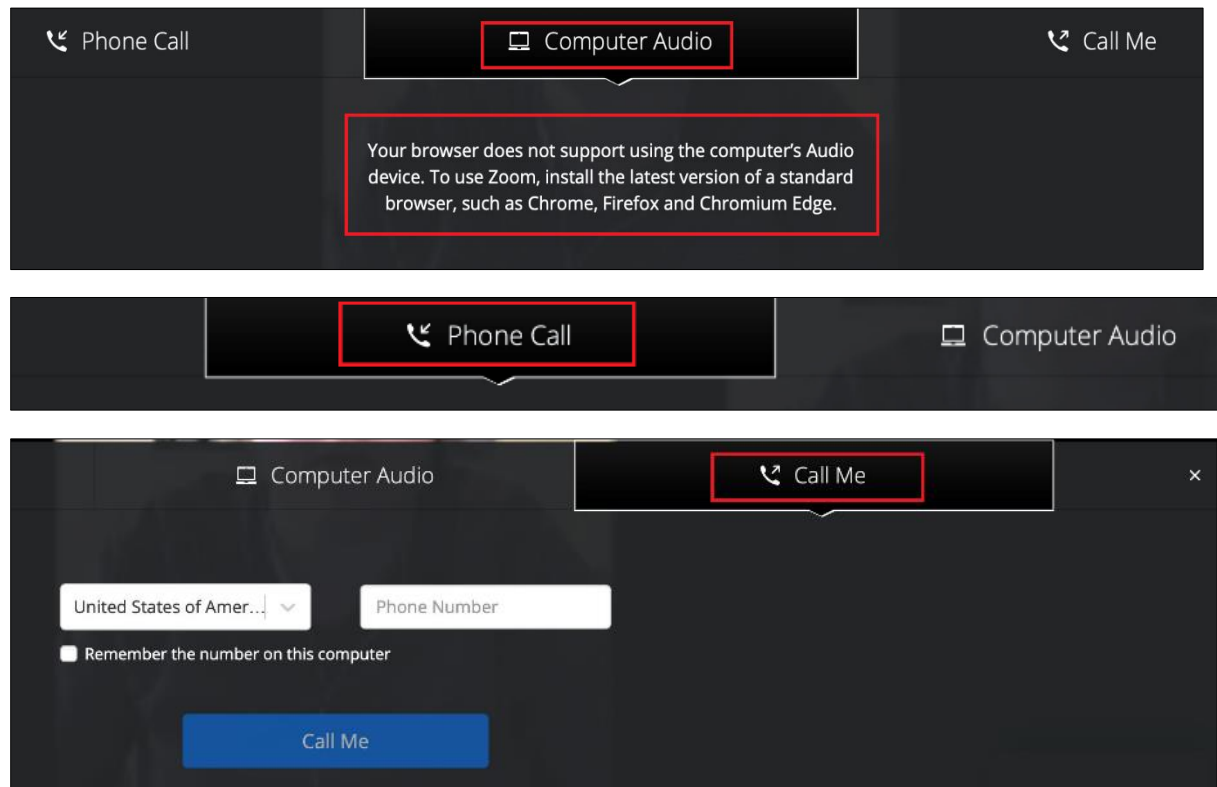 Phone Call
Computer Audio
Call Me
Your browser does not support using the computer's Audio
device. To use Zoom, install the latest version of a standard
browser, such as Chrome, Firefox and Chromium Edge.
Phone Call
Computer Audio
Computer Audio
Call Me
×
United States of Amer...
Phone Number
Remember the number on this computer
Call Me